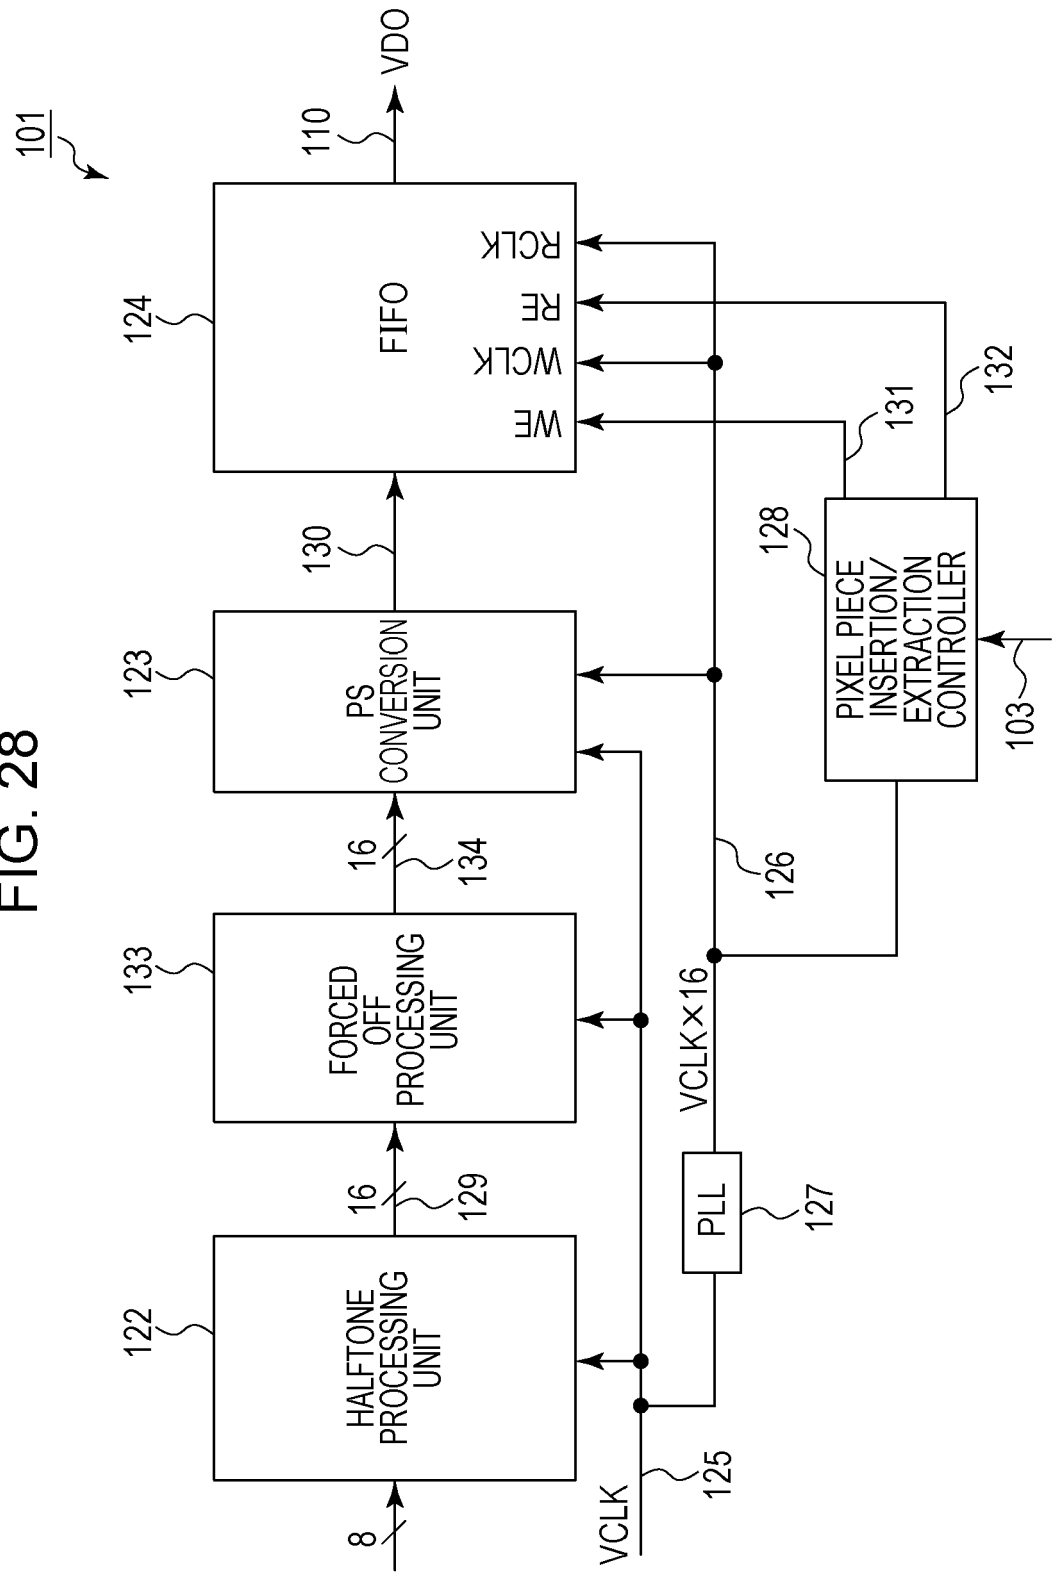 FIG. 28
101
122
133
123
124
8
HALFTONE
PROCESSING
UNIT
16
129
FORCED
OFF
PROCESSING
UNIT
16
134
PS
CONVERSION
UNIT
130
FIFO
WE
WCLK
RE
RCLK
110
VDO
VCLK
125
PLL
127
VCLK×16
126
128
PIXEL PIECE
INSERTION/
EXTRACTION
CONTROLLER
103
131
132